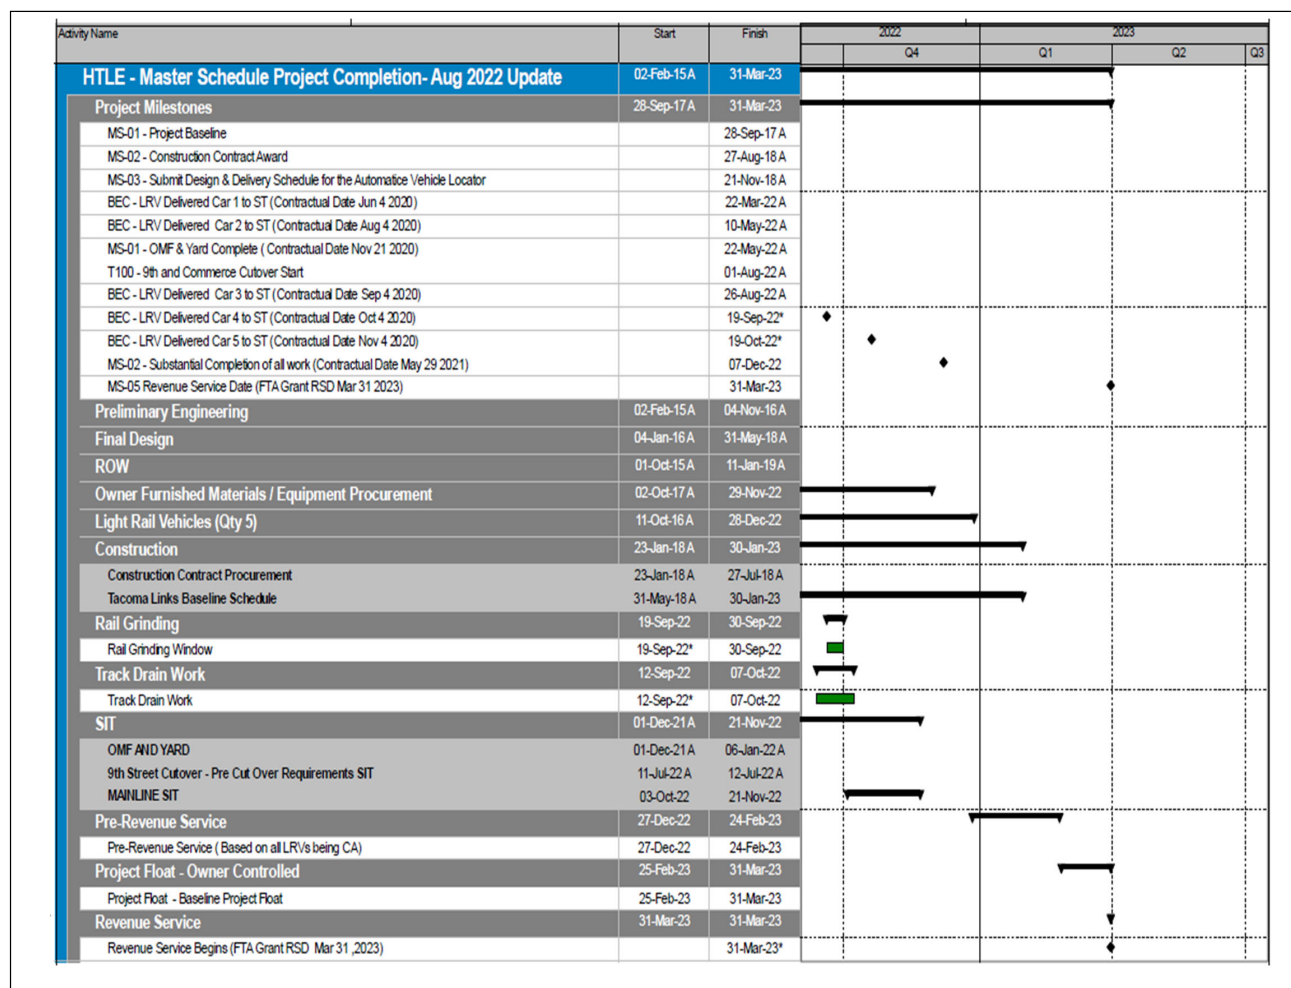 Activity Name Start Finish 2022 2023
Q4 Q1 Q2 Q3
HTLE - Master Schedule Project Completion- Aug 2022 Update 02-Feb-15 A 31-Mar-23
Project Milestones 28-Sep-17 A 31-Mar-23
MS-01 - Project Baseline 28-Sep-17 A
MS-02 - Construction Contract Award 27-Aug-18 A
MS-03 - Submit Design & Delivery Schedule for the Automatice Vehicle Locator 21-Nov-18 A
BEC - LRV Delivered Car 1 to ST (Contractual Date Jun 4 2020) 22-Mar-22 A
BEC - LRV Delivered Car 2 to ST (Contractual Date Aug 4 2020) 10-May-22 A
MS-01 - OMF & Yard Complete ( Contractual Date Nov 21 2020) 22-May-22 A
T100 - 9th and Commerce Cutover Start 01-Aug-22 A
BEC - LRV Delivered Car 3 to ST (Contractual Date Sep 4 2020) 26-Aug-22 A
BEC - LRV Delivered Car 4 to ST (Contractual Date Oct 4 2020) 19-Sep-22*
BEC - LRV Delivered Car 5 to ST (Contractual Date Nov 4 2020) 19-Oct-22*
MS-02 - Substantial Completion of all work (Contractual Date May 29 2021) 07-Dec-22
MS-05 Revenue Service Date (FTA Grant RSD Mar 31 2023) 31-Mar-23
Preliminary Engineering 02-Feb-15 A 04-Nov-16 A
Final Design 04-Jan-16 A 31-May-18 A
ROW 01-Oct-15 A 11-Jan-19 A
Owner Furnished Materials / Equipment Procurement 02-Oct-17 A 29-Nov-22
Light Rail Vehicles (Qty 5) 11-Oct-16 A 28-Dec-22
Construction 23-Jan-18 A 30-Jan-23
Construction Contract Procurement 23-Jan-18 A 27-Jul-18 A
Tacoma Links Baseline Schedule 31-May-18 A 30-Jan-23
Rail Grinding 19-Sep-22 30-Sep-22
Rail Grinding Window 19-Sep-22* 30-Sep-22
Track Drain Work 12-Sep-22 07-Oct-22
Track Drain Work 12-Sep-22* 07-Oct-22
SIT 01-Dec-21 A 21-Nov-22
OMF AND YARD 01-Dec-21 A 06-Jan-22 A
9th Street Cutover - Pre Cut Over Requirements SIT 11-Jul-22 A 12-Jul-22 A
MAINLINE SIT 03-Oct-22 21-Nov-22
Pre-Revenue Service 27-Dec-22 24-Feb-23
Pre-Revenue Service ( Based on all LRVs being CA) 27-Dec-22 24-Feb-23
Project Float - Owner Controlled 25-Feb-23 31-Mar-23
Project Float - Baseline Project Float 25-Feb-23 31-Mar-23
Revenue Service 31-Mar-23 31-Mar-23
Revenue Service Begins (FTA Grant RSD Mar 31 ,2023) 31-Mar-23*